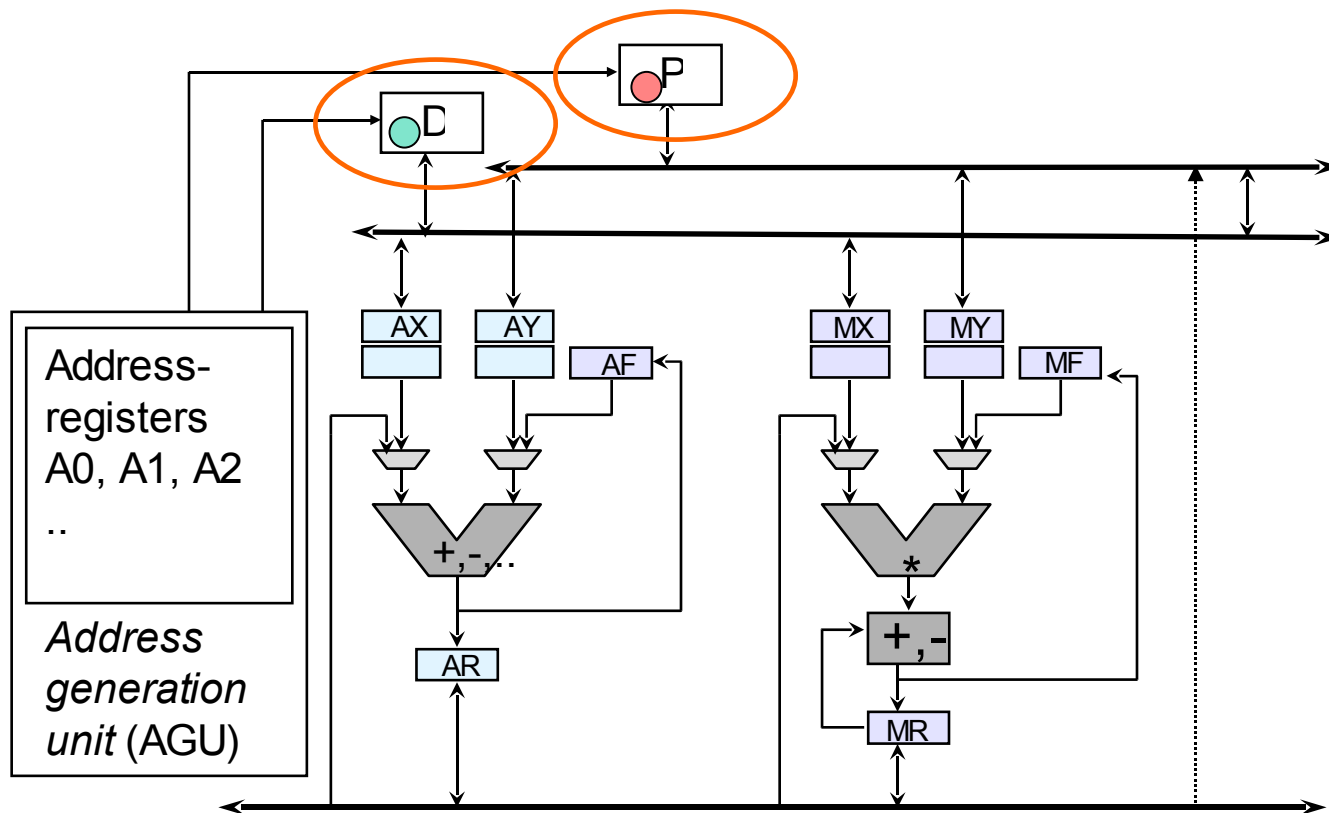 P
D
AX
AY
MX
MY
AF
MF
Address-
registers
A0, A1, A2
..
+,-,..
*
Address
generation
unit (AGU)
+,-
AR
MR